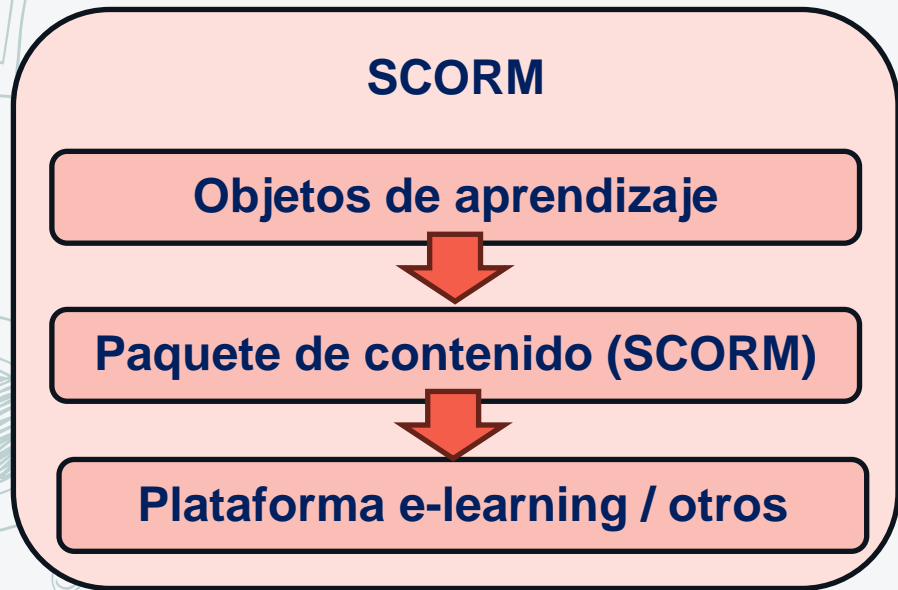 SCORM
Objetos de aprendizaje
Paquete de contenido (SCORM)
Plataforma e-learning / otros